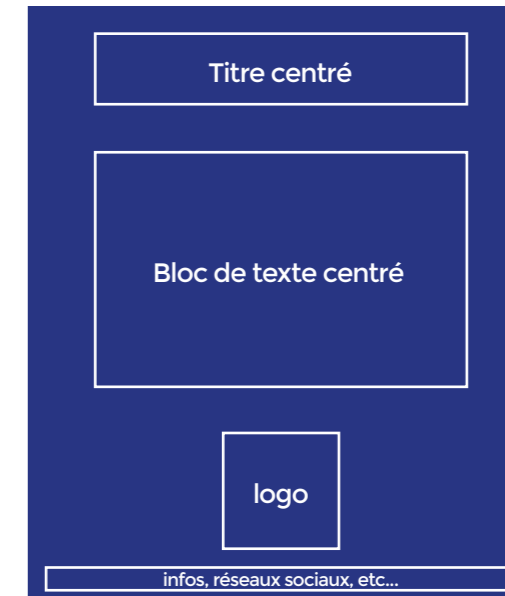 Titre centré
Bloc de texte centré
logo
infos, réseaux sociaux, etc...